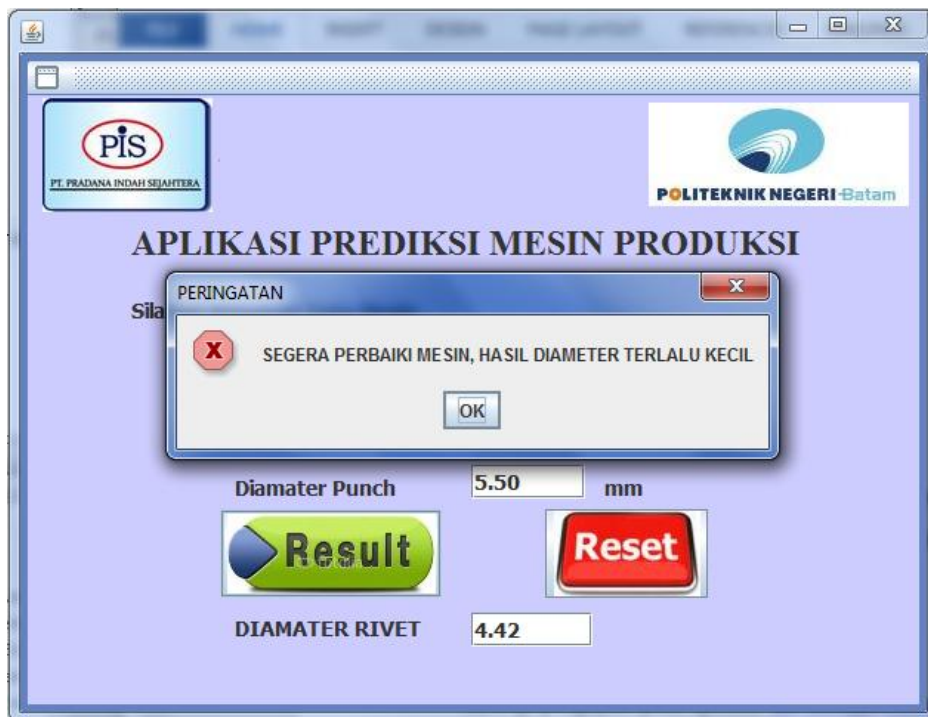 PIS
PT. PRADANA INDAH SEJAHTERA
POLITEKNIK NEGERI-Batam
APLIKASI PREDIKSI MESIN PRODUKSI
PERINGATAN
SEGERA PERBAIKI MESIN, HASIL DIAMETER TERLALU KECIL
OK
Diamater Punch 5.50 mm
Result Reset
DIAMATER RIVET 4.42